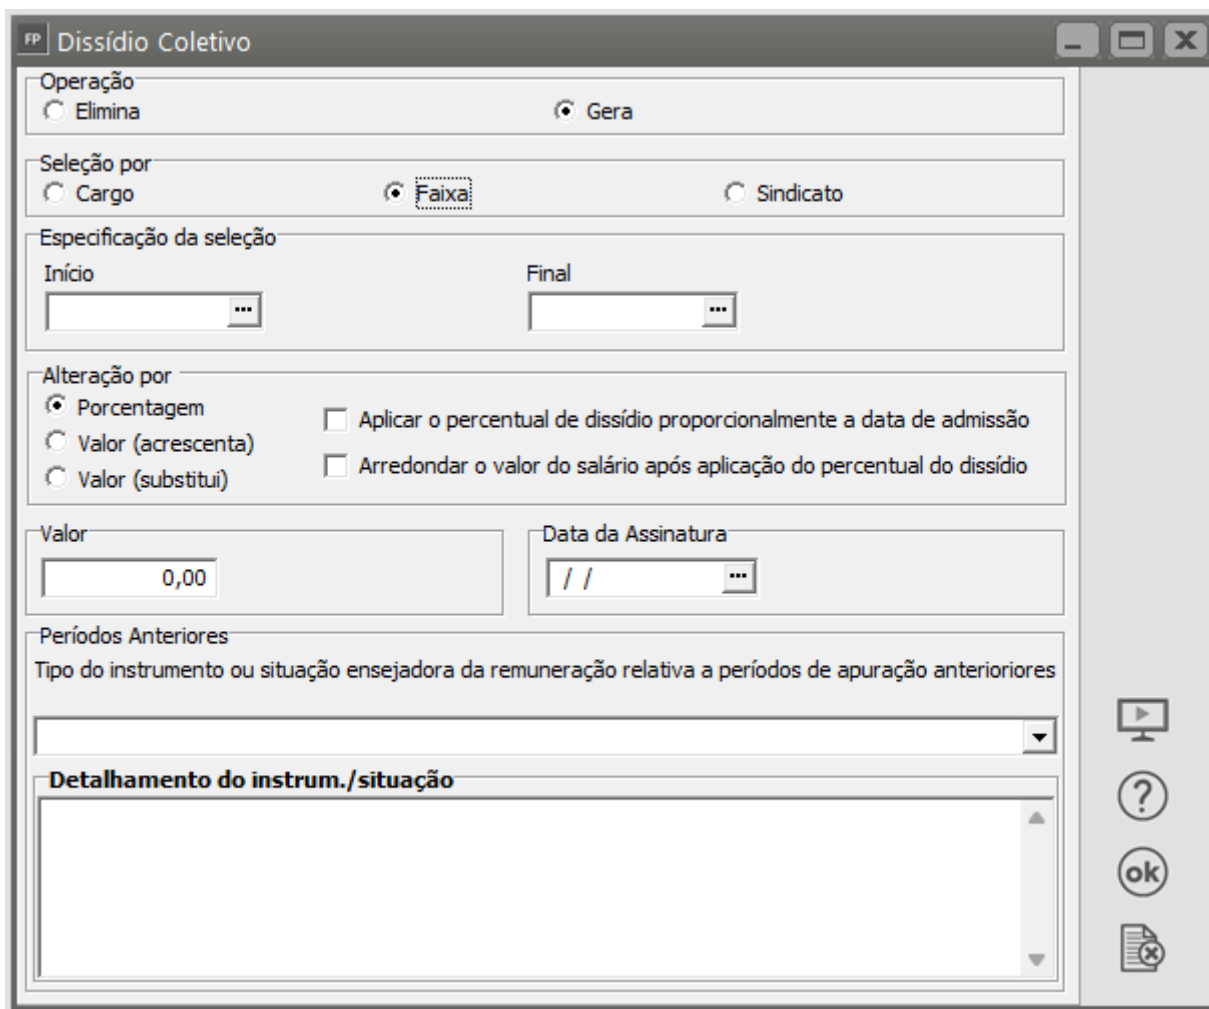 FP Dissídio Coletivo
Operação
Elimina Gera
Seleção por
Cargo Faixa Sindicato
Especificação da seleção
Início Final
... ...
Alteração por
Porcentagem
Aplicar o percentual de dissídio proporcionalmente a data de admissão
Valor (acrescenta)
Arredondar o valor do salário após aplicação do percentual do dissídio
Valor (substitui)
Valor Data da Assinatura
0,00 / / ...
Períodos Anteriores
Tipo do instrumento ou situação ensejadora da remuneração relativa a períodos de apuração anterioriores
Detalhamento do instrum./situação
?
ok